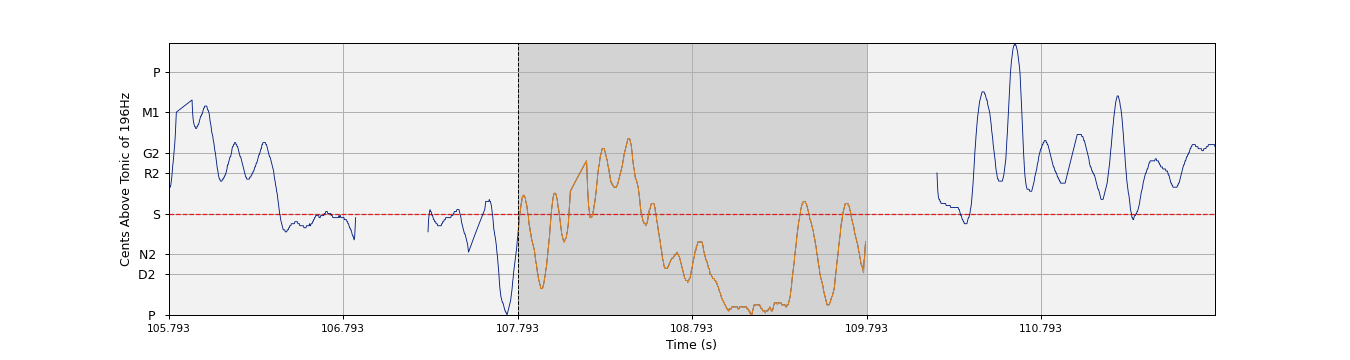 Cents Above Tonic of 196Hz
P
M1
G2
R2
S
N2
D2
P
105.793 106.793 107.793 108.793 109.793 110.793
Time (s)